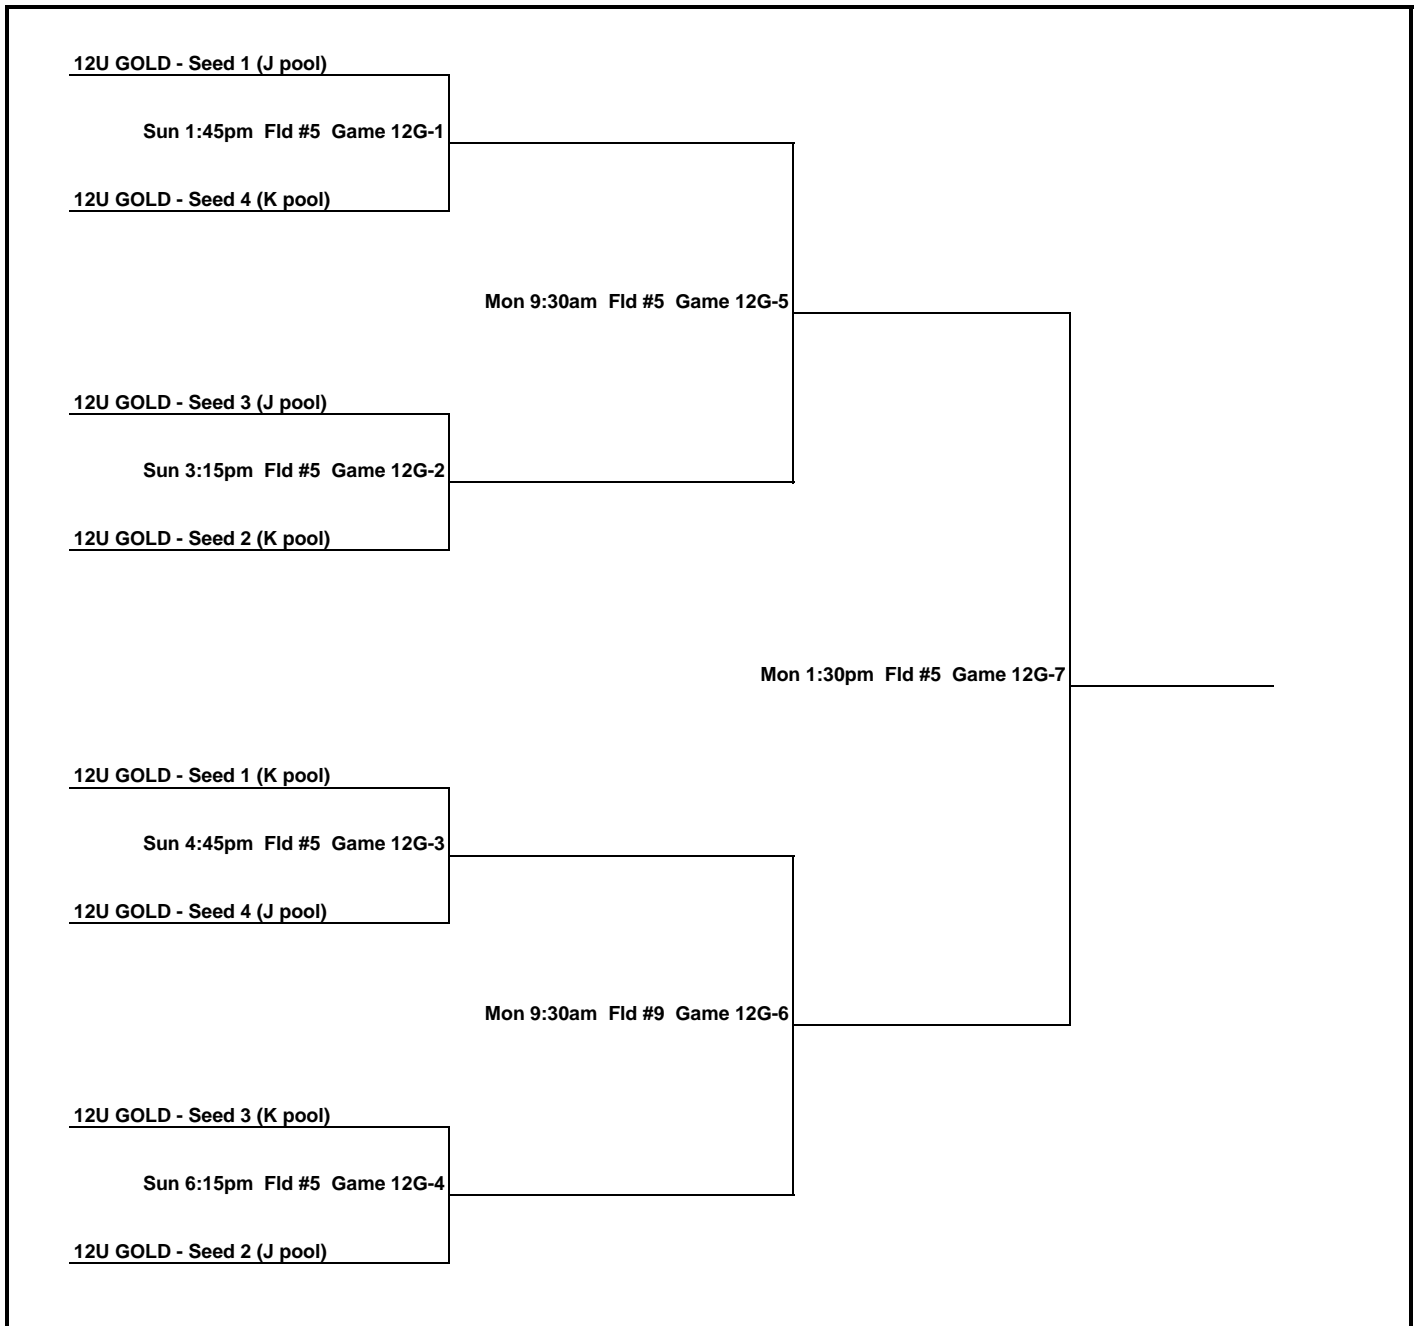 12U GOLD - Seed 1 (J pool)
Sun 1:45pm  Fld #5  Game 12G-1
12U GOLD - Seed 4 (K pool)
Mon 9:30am  Fld #5  Game 12G-5
12U GOLD - Seed 3 (J pool)
Sun 3:15pm  Fld #5  Game 12G-2
12U GOLD - Seed 2 (K pool)
Mon 1:30pm  Fld #5  Game 12G-7
12U GOLD - Seed 1 (K pool)
Sun 4:45pm  Fld #5  Game 12G-3
12U GOLD - Seed 4 (J pool)
Mon 9:30am  Fld #9  Game 12G-6
12U GOLD - Seed 3 (K pool)
Sun 6:15pm  Fld #5  Game 12G-4
12U GOLD - Seed 2 (J pool)